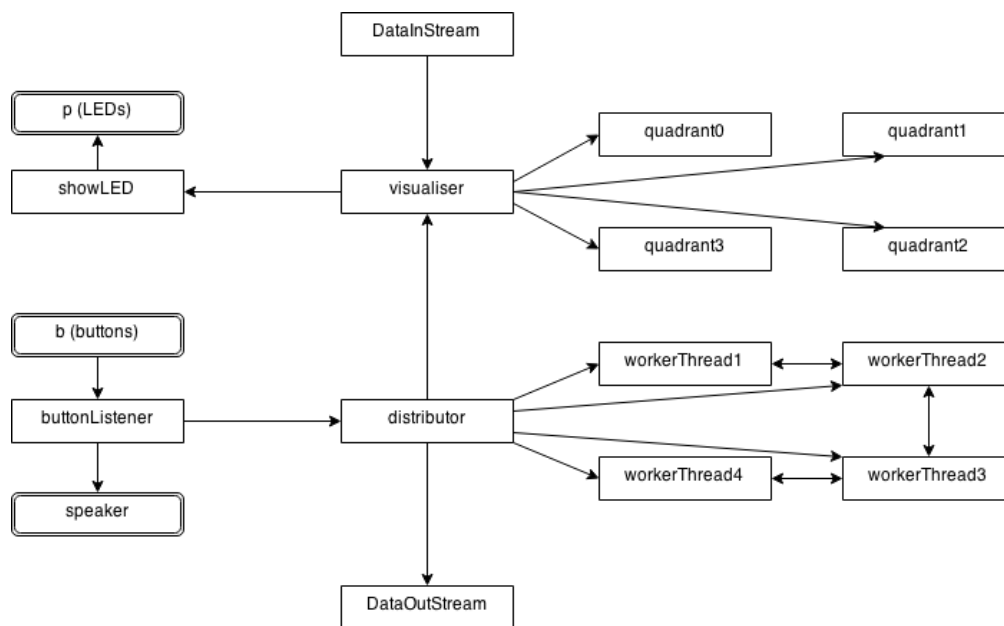 DataInStream
p (LEDs)
quadrant0
quadrant1
showLED
visualiser
quadrant3
quadrant2
b (buttons)
workerThread1
workerThread2
buttonListener
distributor
workerThread4
workerThread3
speaker
DataOutStream